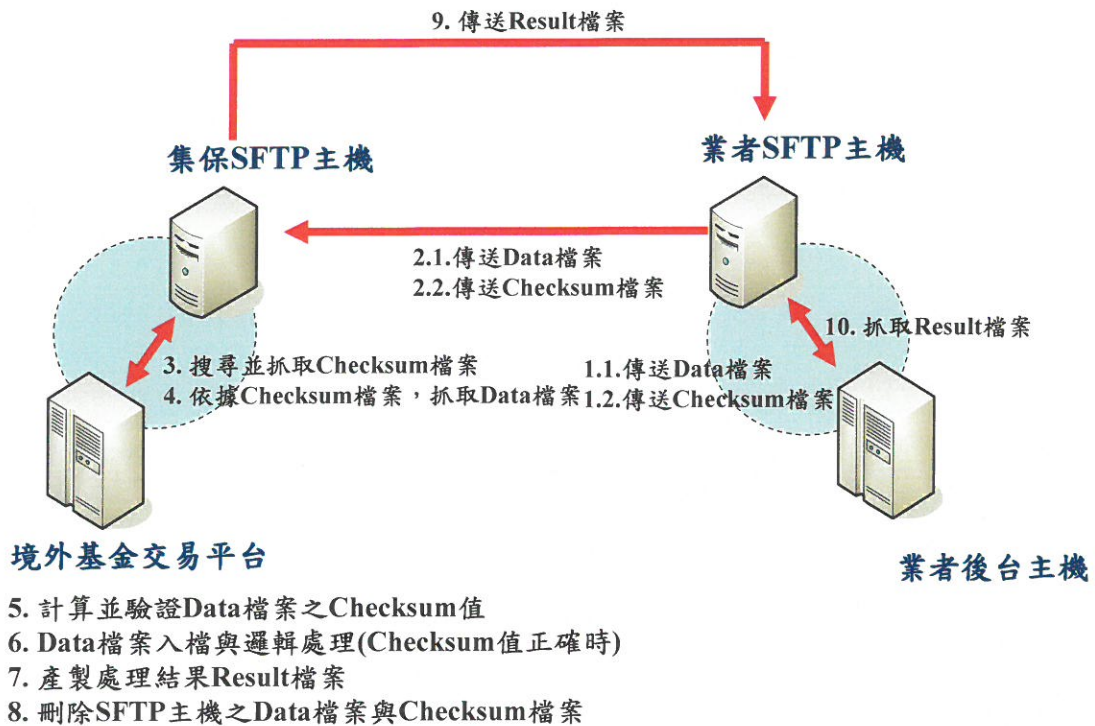 9. 傳送Result檔案
集保SFTP主機
業者SFTP主機
2.1.傳送Data檔案
2.2.傳送Checksum檔案
10. 抓取Result檔案
3. 搜尋並抓取Checksum檔案
4. 依據Checksum檔案，抓取Data檔案
1.1.傳送Data檔案
1.2.傳送Checksum檔案
境外基金交易平台
業者後台主機
5. 計算並驗證Data檔案之Checksum值
6. Data檔案入檔與邏輯處理(Checksum值正確時)
7. 產製處理結果Result檔案
8. 刪除SFTP主機之Data檔案與Checksum檔案